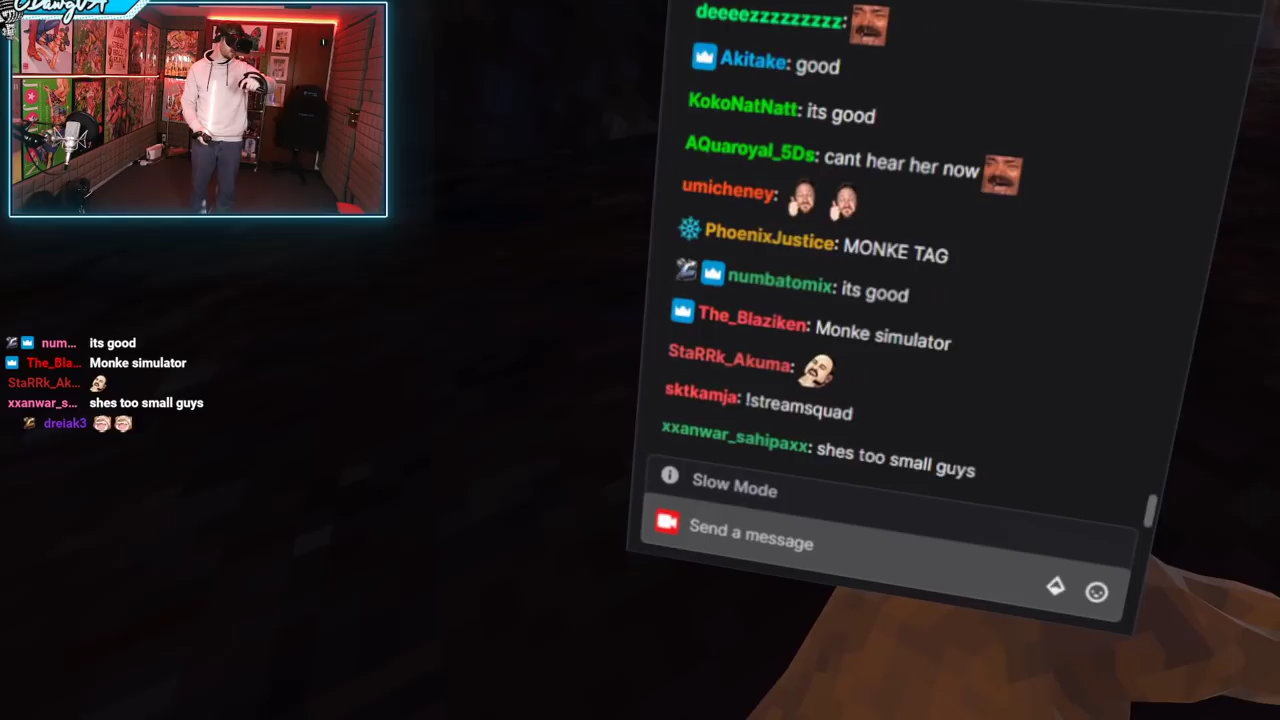 CDawgVA
deeeezzzzzzzzz:
Akitake: good
KokoNatNatt: its good
AQuaroyal_5Ds: cant hear her now
umicheney:
PhoenixJustice: MONKE TAG
numbatomix: its good
The_Blaziken: Monke simulator
StaRRk_Akuma:
sktkamja: !streamsquad
xxanwar_sahipaxx: shes too small guys
Slow Mode
Send a message
num... its good
The_Bla... Monke simulator
StaRRk_Ak...
xxanwar_s... shes too small guys
dreiak3